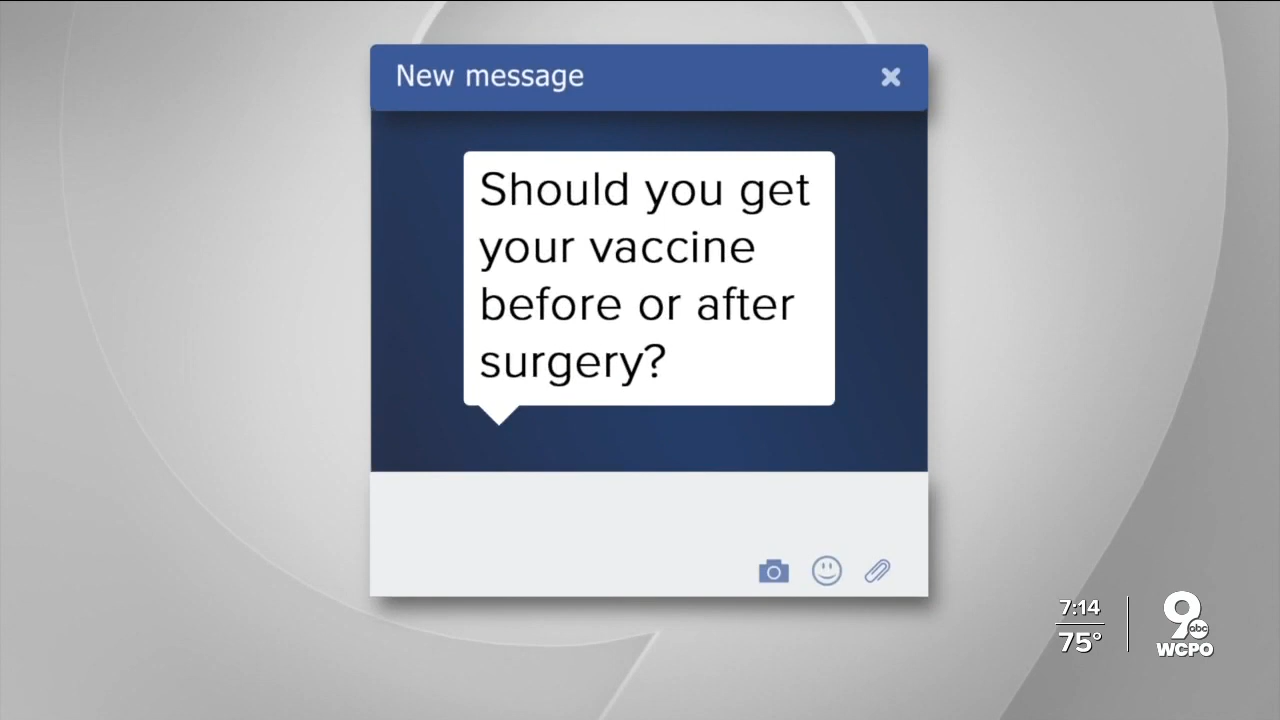 New message
Should you get
your vaccine
before or after
surgery?
7:14
75°
9
abc
WCPO